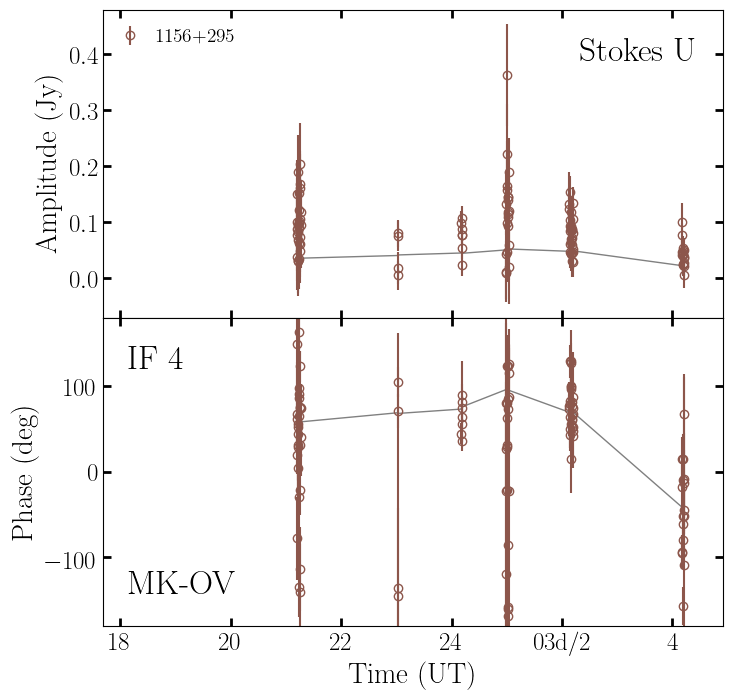 1156+295
Stokes U
0.4
0.3
0.2
0.1
0.0
Amplitude (Jy)
IF 4
100
0
−100
Phase (deg)
MK-OV
18 20 22 24 03d/2 4
Time (UT)